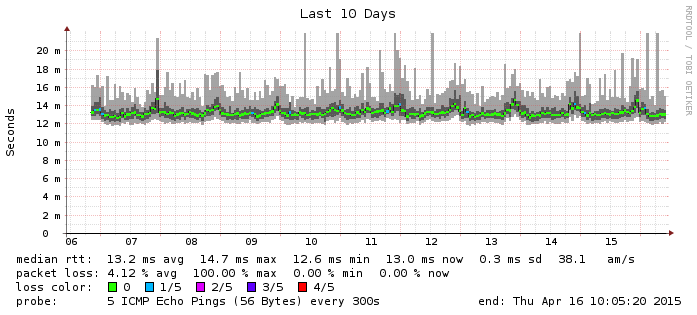 Last 10 Days
RRDTOOL / TOBI OETIKER
Seconds
20 m
18 m
16 m
14 m
12 m
10 m
8 m
6 m
4 m
2 m
0
06 07 08 09 10 11 12 13 14 15
median rtt: 13.2 ms avg 14.7 ms max 12.6 ms min 13.0 ms now 0.3 ms sd 38.1 am/s
packet loss: 4.12 % avg 100.00 % max 0.00 % min 0.00 % now
loss color: 0 1/5 2/5 3/5 4/5
probe: 5 ICMP Echo Pings (56 Bytes) every 300s end: Thu Apr 16 10:05:20 2015